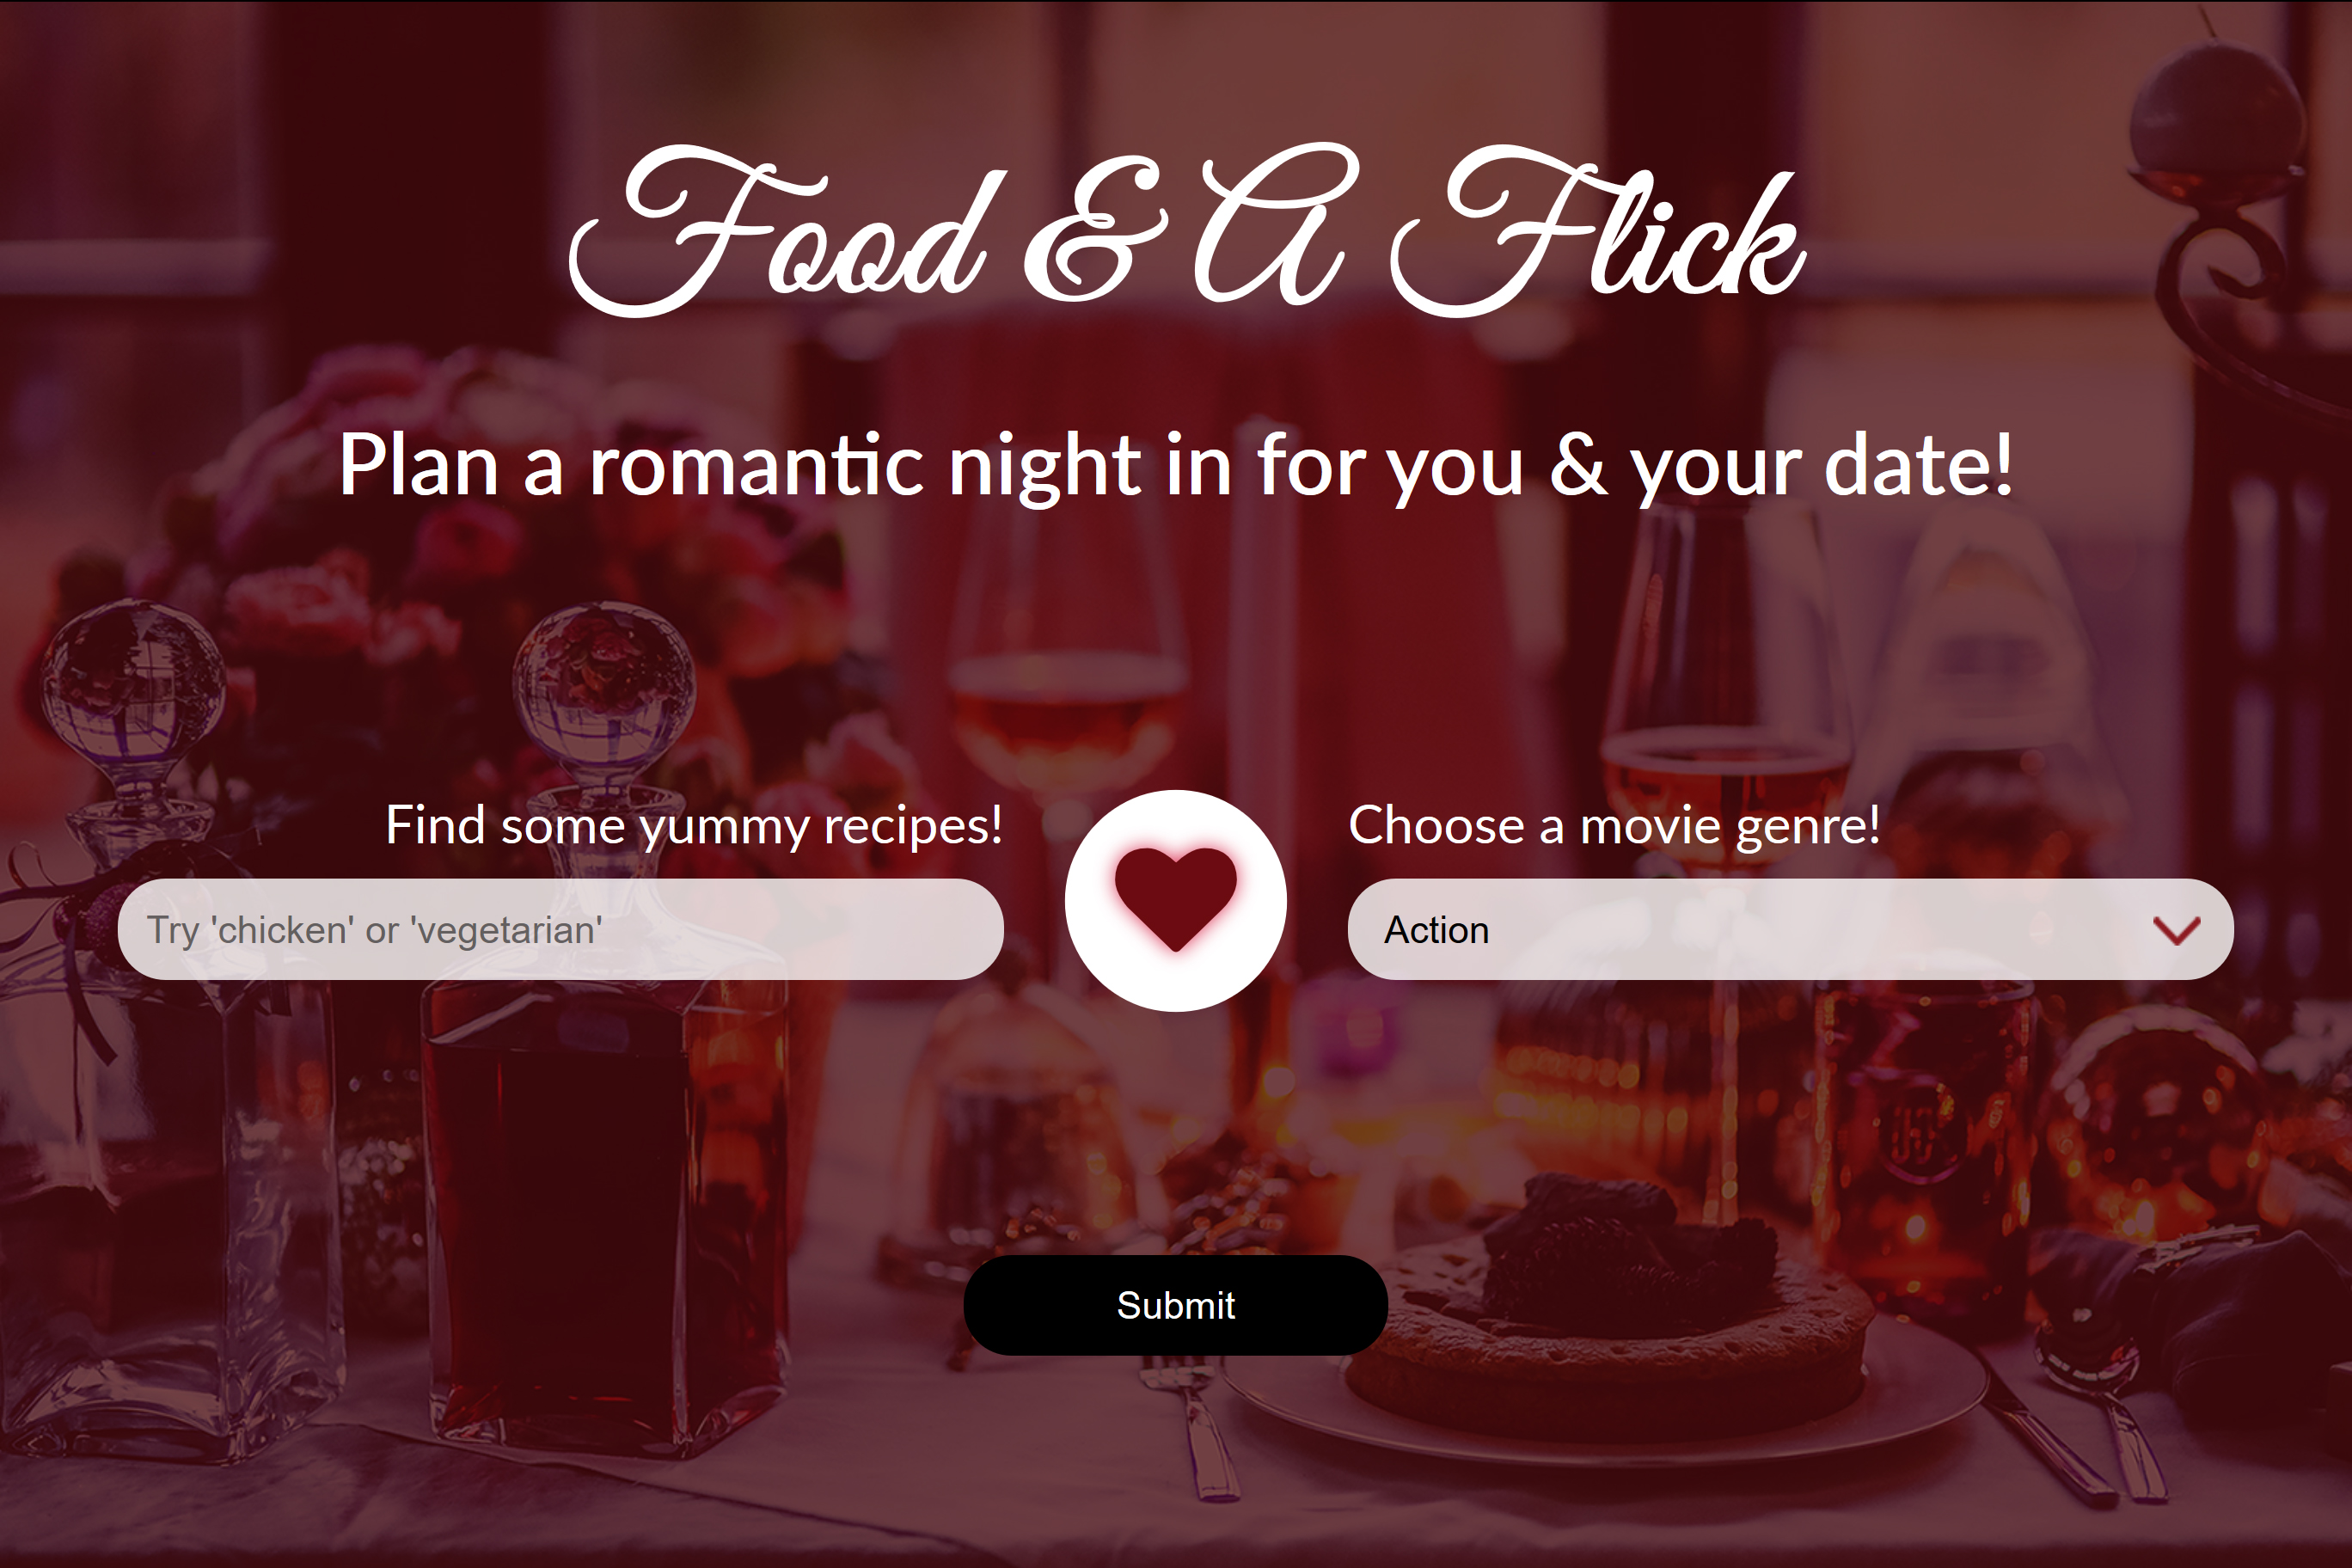 Food & A Flick
Plan a romantic night in for you & your date!
Find some yummy recipes!
Try 'chicken' or 'vegetarian'
Choose a movie genre!
Action
Submit